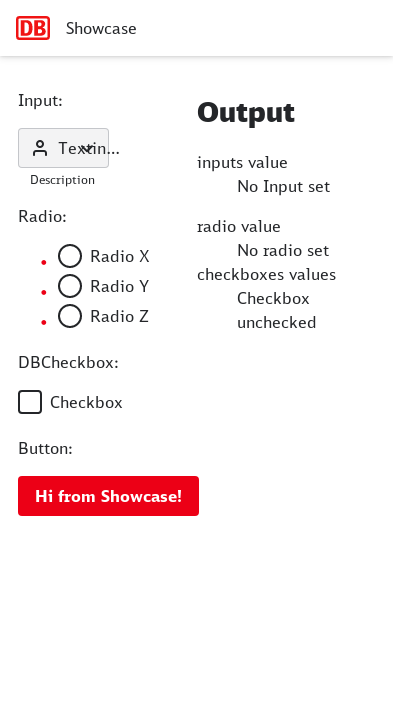 DB Showcase
Input:
Textin...
Description
Radio:
Radio X
Radio Y
Radio Z
DBCheckbox:
Checkbox
Button:
Hi from Showcase!
Output
inputs value
No Input set
radio value
No radio set
checkboxes values
Checkbox
unchecked